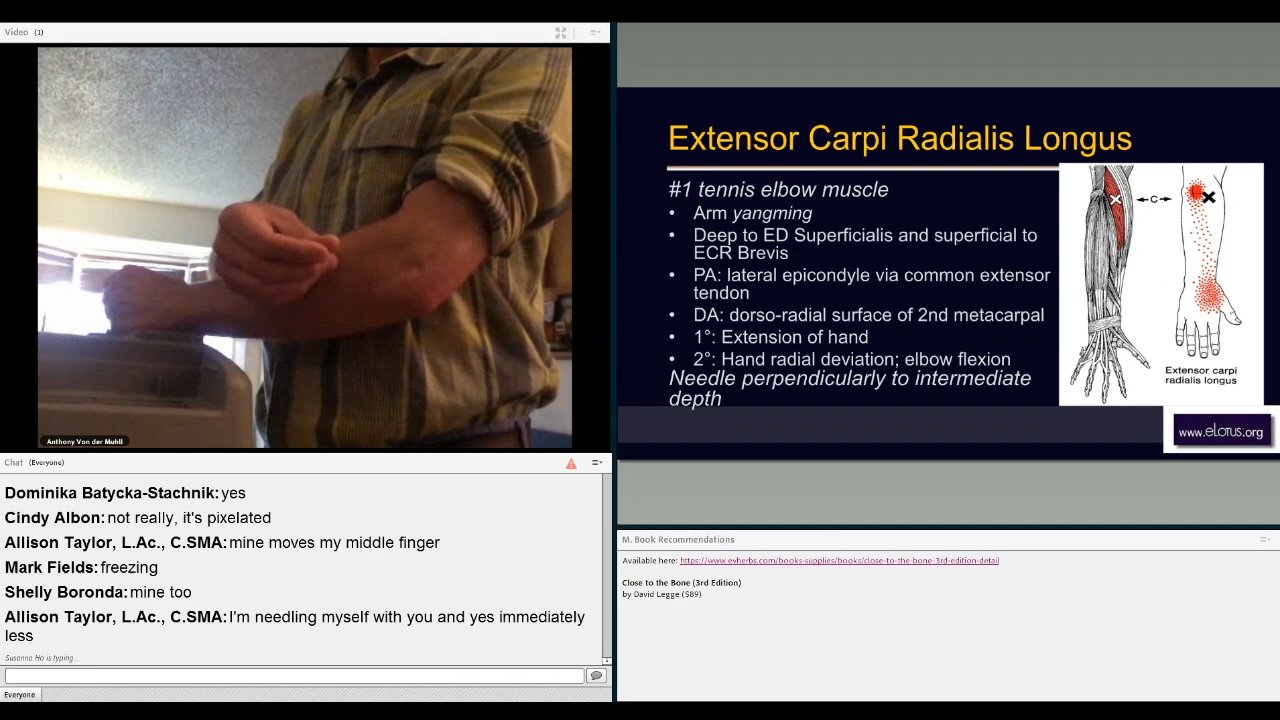 Video (1)
Anthony Von der Muhll
Chat (Everyone)
Dominika Batycka-Stachnik: yes
Cindy Albon: not really, it's pixelated
Allison Taylor, L.Ac., C.SMA: mine moves my middle finger
Mark Fields: freezing
Shelly Boronda: mine too
Allison Taylor, L.Ac., C.SMA: I'm needling myself with you and yes immediately
less
Susanna Ho is typing...
Everyone
Extensor Carpi Radialis Longus
#1 tennis elbow muscle
• Arm yangming
• Deep to ED Superficialis and superficial to
ECR Brevis
• PA: lateral epicondyle via common extensor
tendon
• DA: dorso-radial surface of 2nd metacarpal
• 1°: Extension of hand
• 2°: Hand radial deviation; elbow flexion
Needle perpendicularly to intermediate
depth
C
Extensor carpi
radialis longus
www.eLotus.org
M. Book Recommendations
Available here: https://www.evherbs.com/books-supplies/books/close-to-the-bone-3rd-edition-detail
Close to the Bone (3rd Edition)
by David Legge ($89)